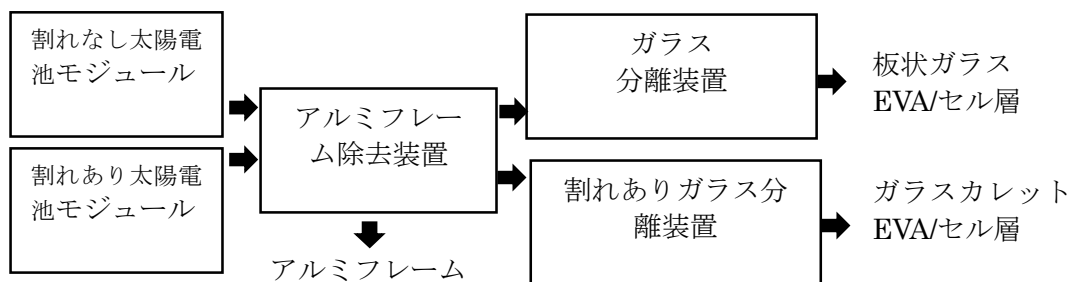 割れなし太陽電
池モジュール
割れあり太陽電
池モジュール
アルミフレー
ム除去装置
アルミフレーム
ガラス
分離装置
板状ガラス
EVA/セル層
割れありガラス分
離装置
ガラスカレット
EVA/セル層